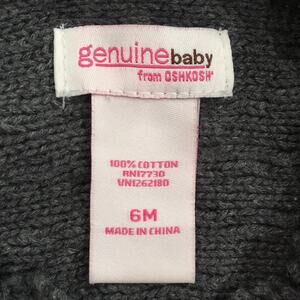 genuinebaby
from OSHKOSH'
100% COTTON
RN17730
VN1262180
6M
MADE IN CHINA